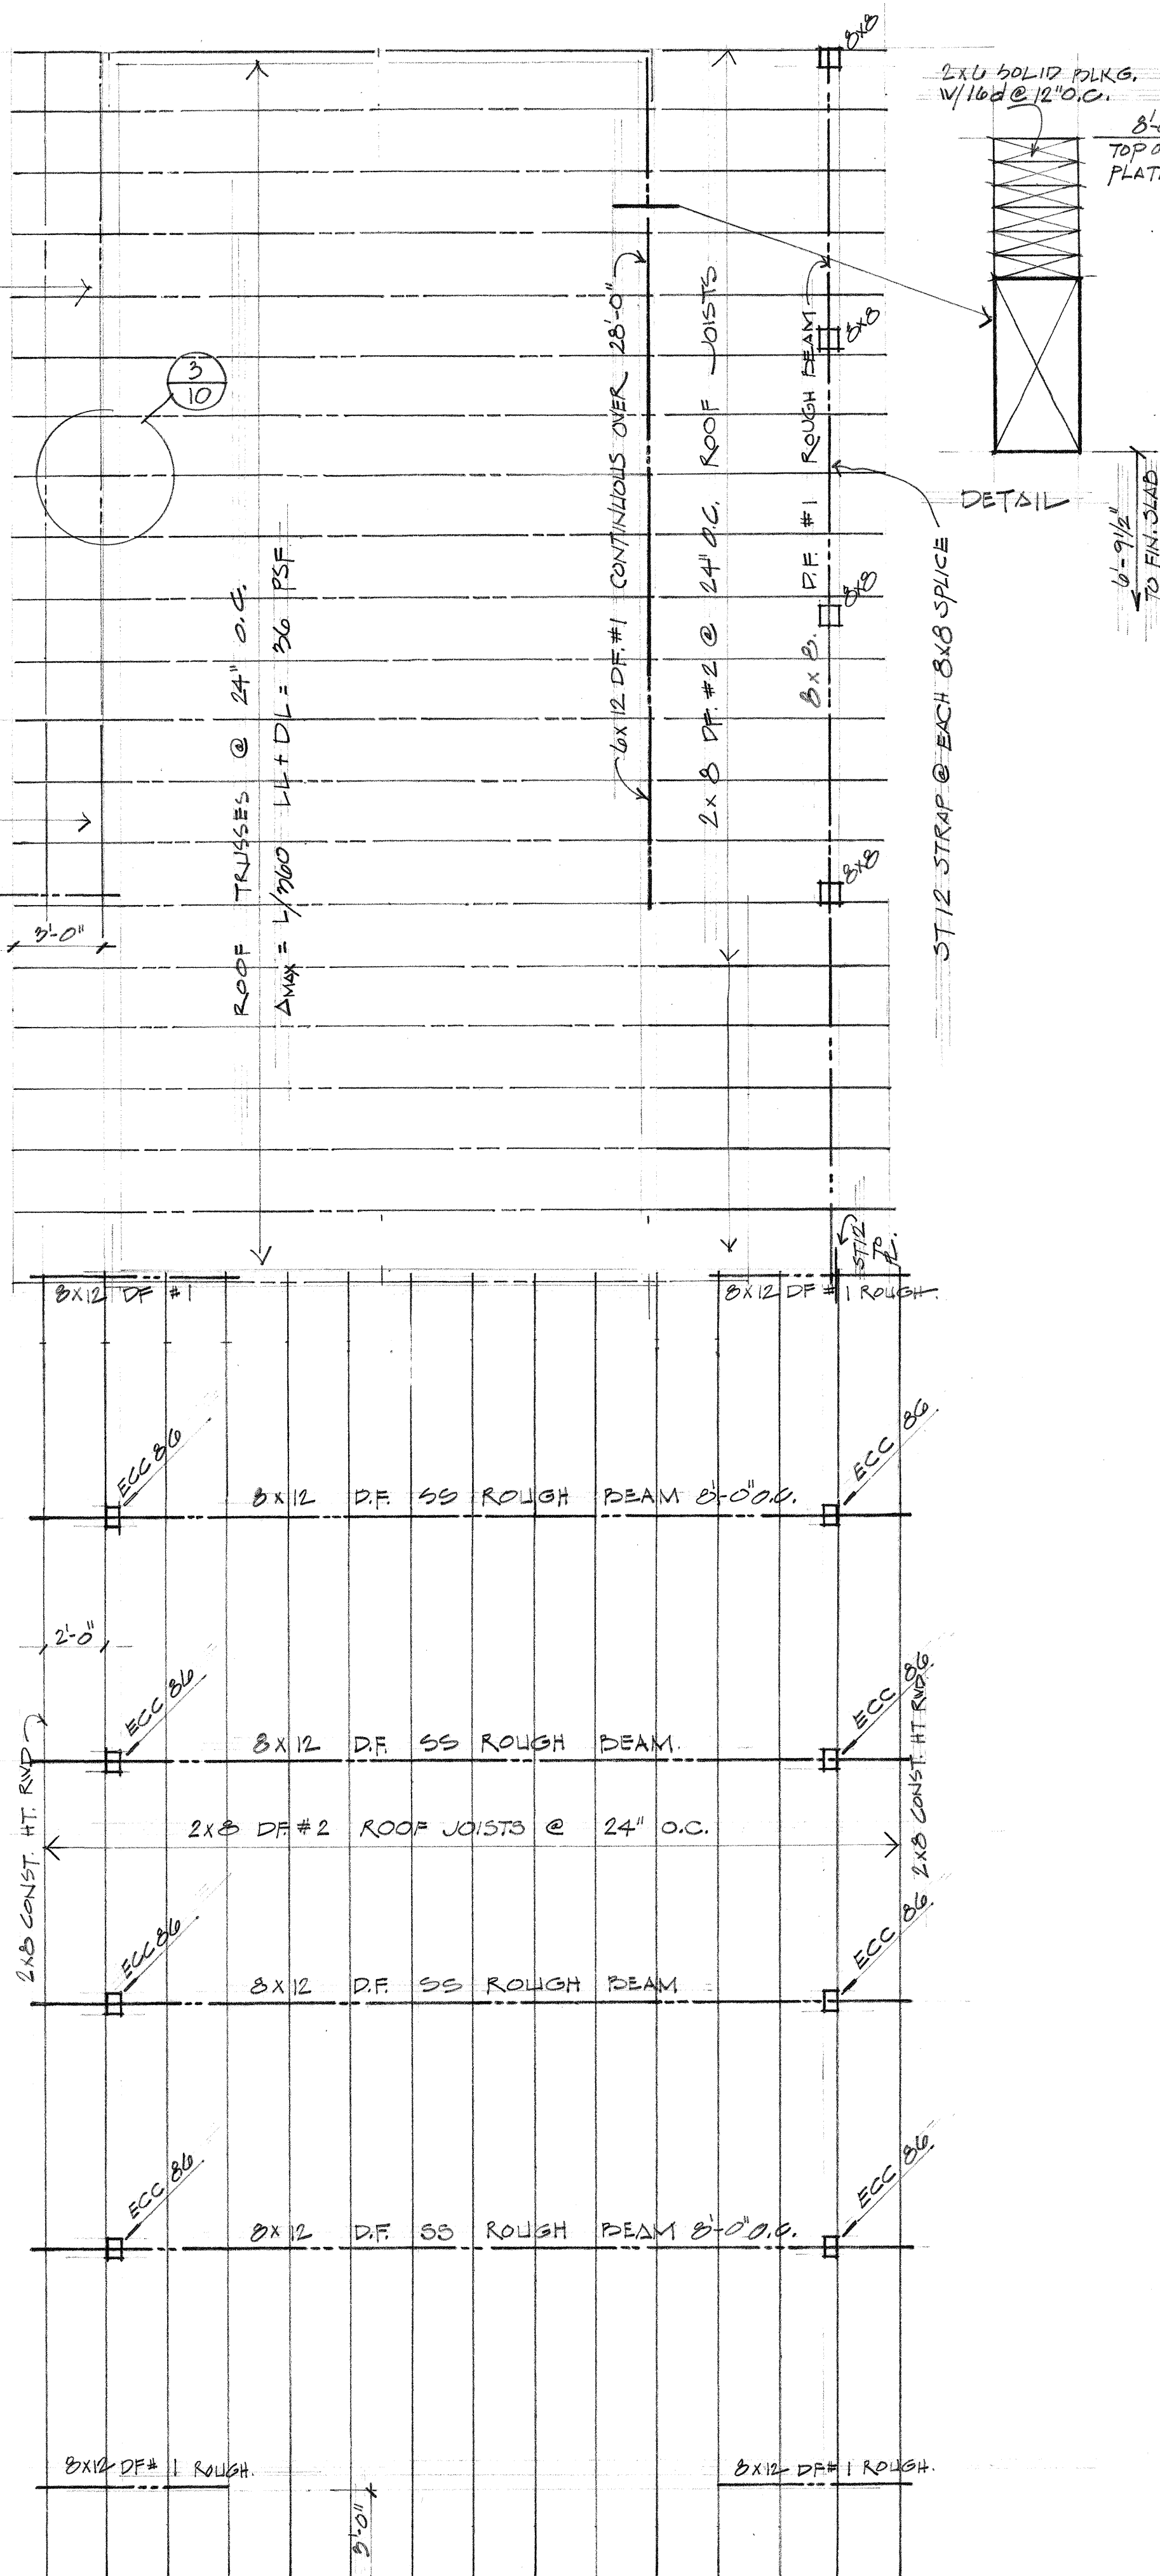 8x8
2x6 SOLID BLKG.
W/16d @ 12" O.C.
TOP O
PLAT
8x8
3
10
DETAIL
6'-9 1/2"
TO FIN. SLAB
8x8
8x8
ROOF TRUSSES @ 24" O.C.
ΔMAX = L/360 LL + DL = 36 PSF
6x12 DF. #1 CONTINUOUS OVER 28'-0"
2x8 DF. #2 @ 24" O.C. ROOF JOISTS
8x8 D.F. #1 ROUGH BEAM
ST 12 STRAP @ EACH 8x8 SPLICE
3'-0"
ST12
TO
PL.
8x12 DF #1
8x12 DF #1 ROUGH.
ECC 86
ECC 86
8x12 D.F. SS ROUGH BEAM 8'-0" O.C.
2'-0"
ECC 86
ECC 86
8x12 D.F. SS ROUGH BEAM.
2x8 CONST. HT. RWD
2x8 CONST. HT RWD.
2x8 DF. #2 ROOF JOISTS @ 24" O.C.
ECC 86
ECC 86
8x12 D.F. SS ROUGH BEAM
ECC 86
ECC 86
8x12 D.F. SS ROUGH BEAM 8'-0" O.C.
8x12 DF #1 ROUGH.
8x12 DF #1 ROUGH.
3'-0"